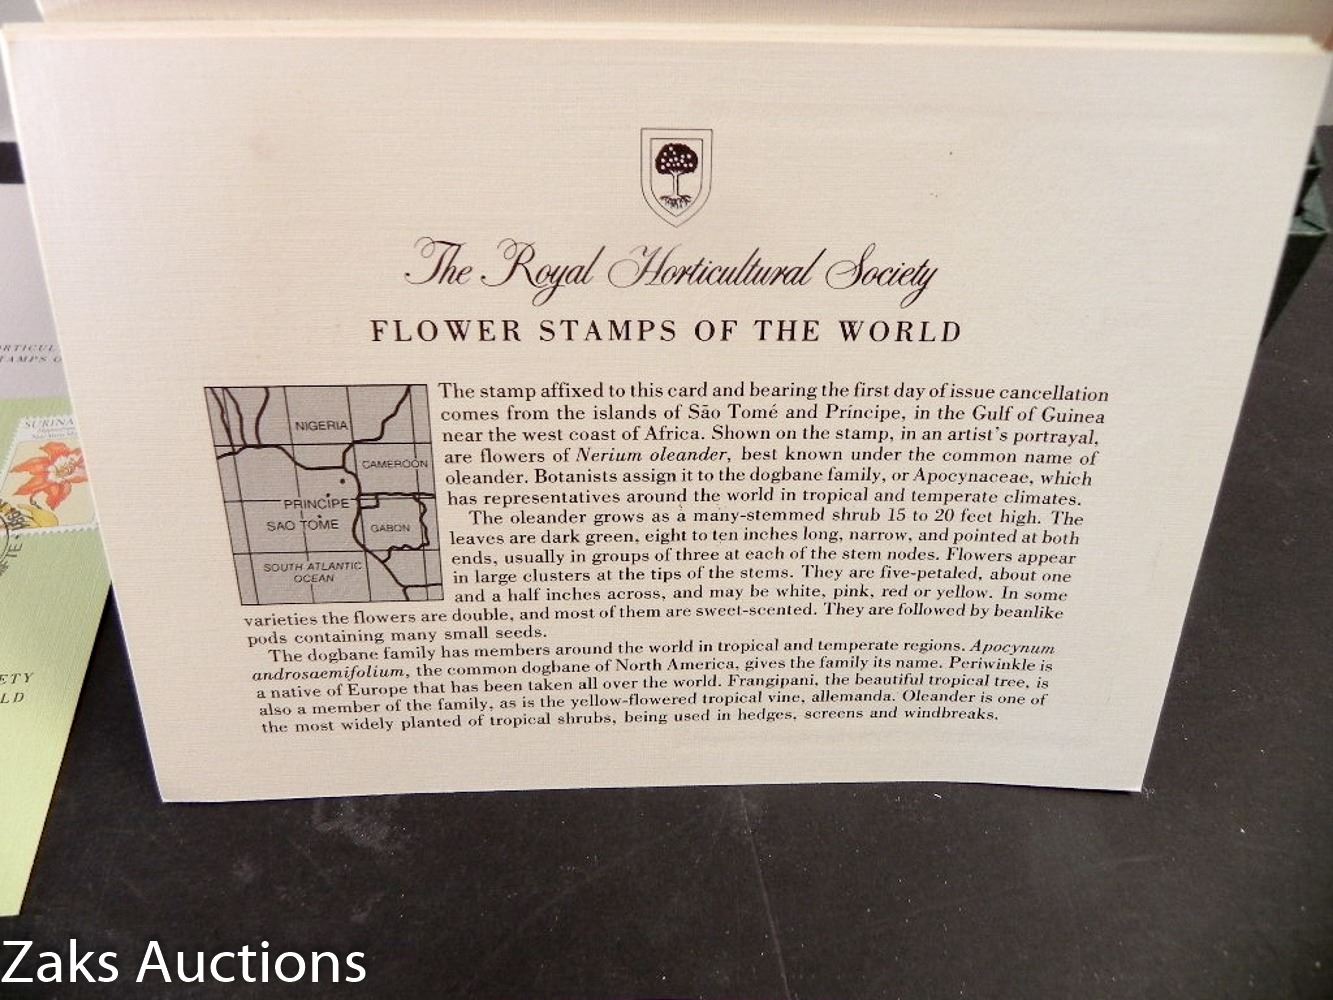 The Royal Horticultural Society
FLOWER STAMPS OF THE WORLD
NIGERIA
CAMEROON
PRINCIPE
SAO TOME
GABON
SOUTH ATLANTIC
OCEAN
The stamp affixed to this card and bearing the first day of issue cancellation
comes from the islands of São Tomé and Príncipe, in the Gulf of Guinea
near the west coast of Africa. Shown on the stamp, in an artist's portrayal,
are flowers of Nerium oleander, best known under the common name of
oleander. Botanists assign it to the dogbane family, or Apocynaceae, which
has representatives around the world in tropical and temperate climates.
The oleander grows as a many-stemmed shrub 15 to 20 feet high. The
leaves are dark green, eight to ten inches long, narrow, and pointed at both
ends, usually in groups of three at each of the stem nodes. Flowers appear
in large clusters at the tips of the stems. They are five-petaled, about one
and a half inches across, and may be white, pink, red or yellow. In some
varieties the flowers are double, and most of them are sweet-scented. They are followed by beanlike
pods containing many small seeds.
The dogbane family has members around the world in tropical and temperate regions. Apocynum
androsaemifolium, the common dogbane of North America, gives the family its name. Periwinkle is
a native of Europe that has been taken all over the world. Frangipani, the beautiful tropical tree, is
also a member of the family, as is the yellow-flowered tropical vine, allemanda. Oleander is one of
the most widely planted of tropical shrubs, being used in hedges, screens and windbreaks.
RTICUL
TAMPS O
SURINA
ETY
LD
Zaks Auctions